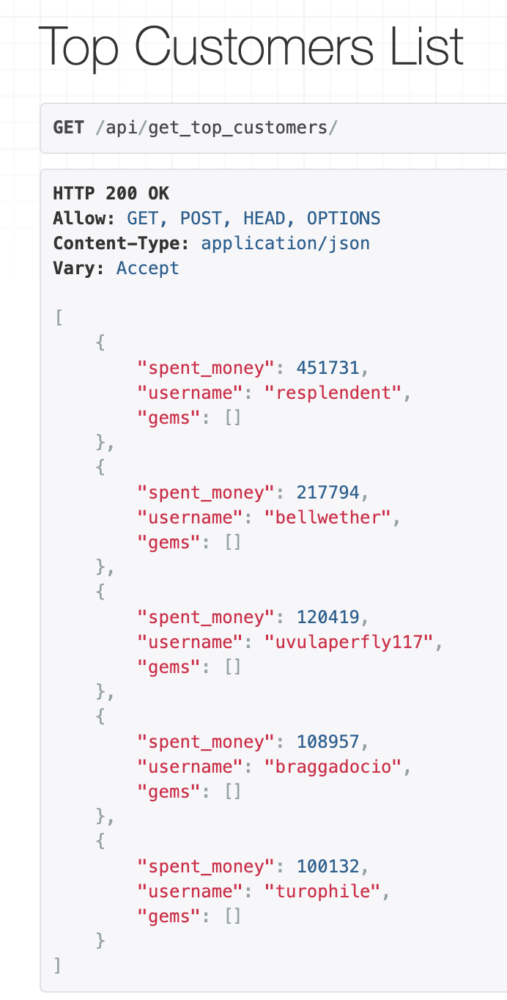 Top Customers List
GET /api/get_top_customers/
HTTP 200 OK
Allow: GET, POST, HEAD, OPTIONS
Content-Type: application/json
Vary: Accept
[
    {
        "spent_money": 451731,
        "username": "resplendent",
        "gems": []
    },
    {
        "spent_money": 217794,
        "username": "bellwether",
        "gems": []
    },
    {
        "spent_money": 120419,
        "username": "uvulaperfly117",
        "gems": []
    },
    {
        "spent_money": 108957,
        "username": "braggadocio",
        "gems": []
    },
    {
        "spent_money": 100132,
        "username": "turophile",
        "gems": []
    }
]